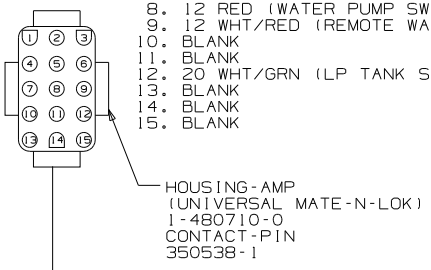 8. 12 RED (WATER PUMP SW
9. 12 WHT/RED (REMOTE WA
10. BLANK
11. BLANK
12. 20 WHT/GRN (LP TANK S
13. BLANK
14. BLANK
15. BLANK
1 2 3
4 5 6
7 8 9
10 11 12
13 14 15
HOUSING-AMP
(UNIVERSAL MATE-N-LOK)
1-480710-0
CONTACT-PIN
350538-1